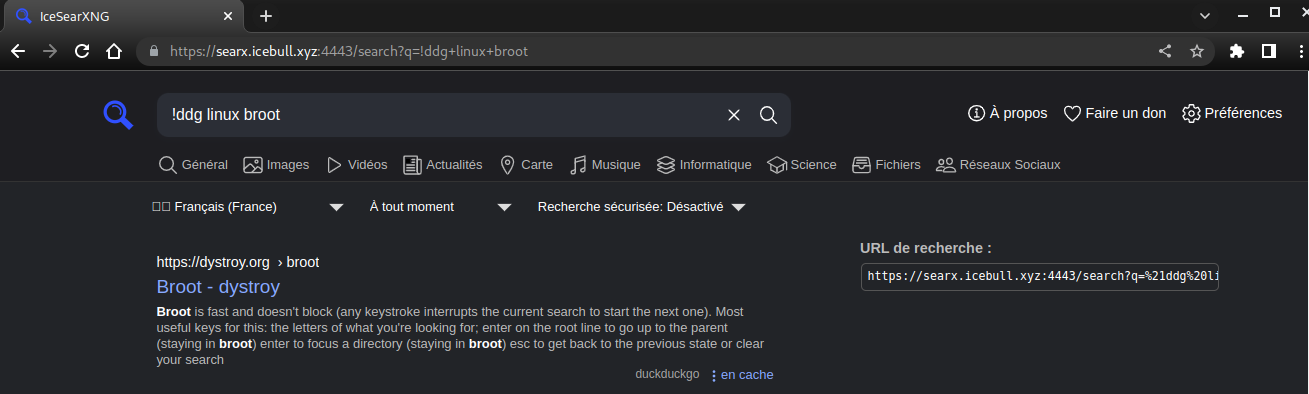 IceSearXNG
https://searx.icebull.xyz:4443/search?q=!ddg+linux+broot
!ddg linux broot
À propos Faire un don Préférences
Général Images Vidéos Actualités Carte Musique Informatique Science Fichiers Réseaux Sociaux
Français (France) À tout moment Recherche sécurisée: Désactivé
https://dystroy.org › broot
Broot - dystroy
Broot is fast and doesn't block (any keystroke interrupts the current search to start the next one). Most
useful keys for this: the letters of what you're looking for; enter on the root line to go up to the parent
(staying in broot) enter to focus a directory (staying in broot) esc to get back to the previous state or clear
your search
duckduckgo en cache
URL de recherche :
https://searx.icebull.xyz:4443/search?q=%21ddg%20li